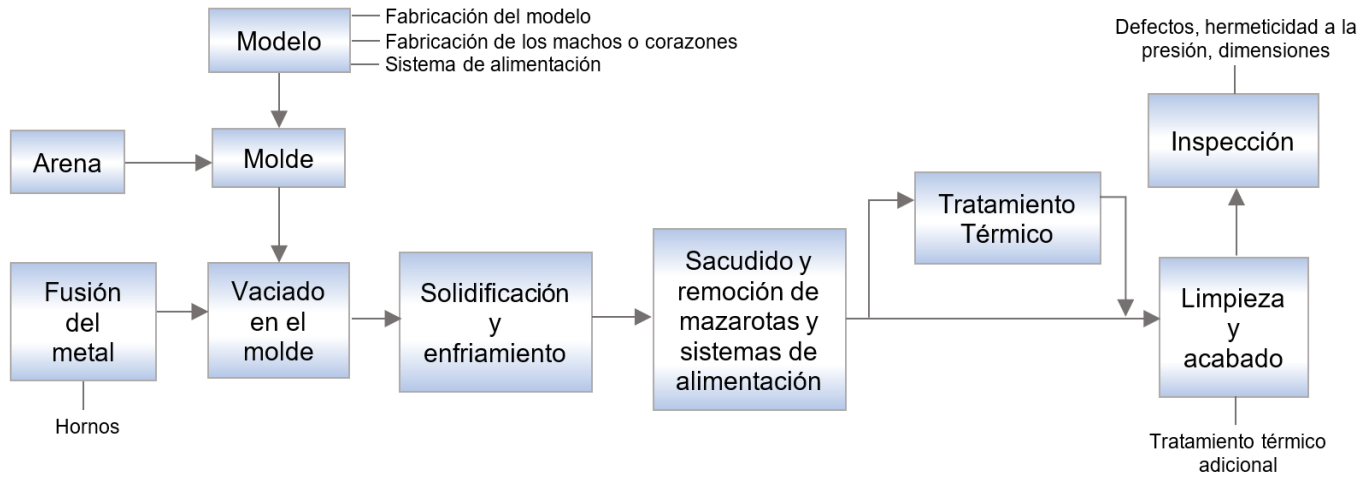 Modelo
Fabricación del modelo
Fabricación de los machos o corazones
Sistema de alimentación
Defectos, hermeticidad a la
presión, dimensiones
Arena
Molde
Inspección
Tratamiento
Térmico
Fusión
del
metal
Vaciado
en el
molde
Solidificación
y
enfriamiento
Sacudido y
remoción de
mazarotas y
sistemas de
alimentación
Limpieza
y
acabado
Hornos
Tratamiento térmico
adicional